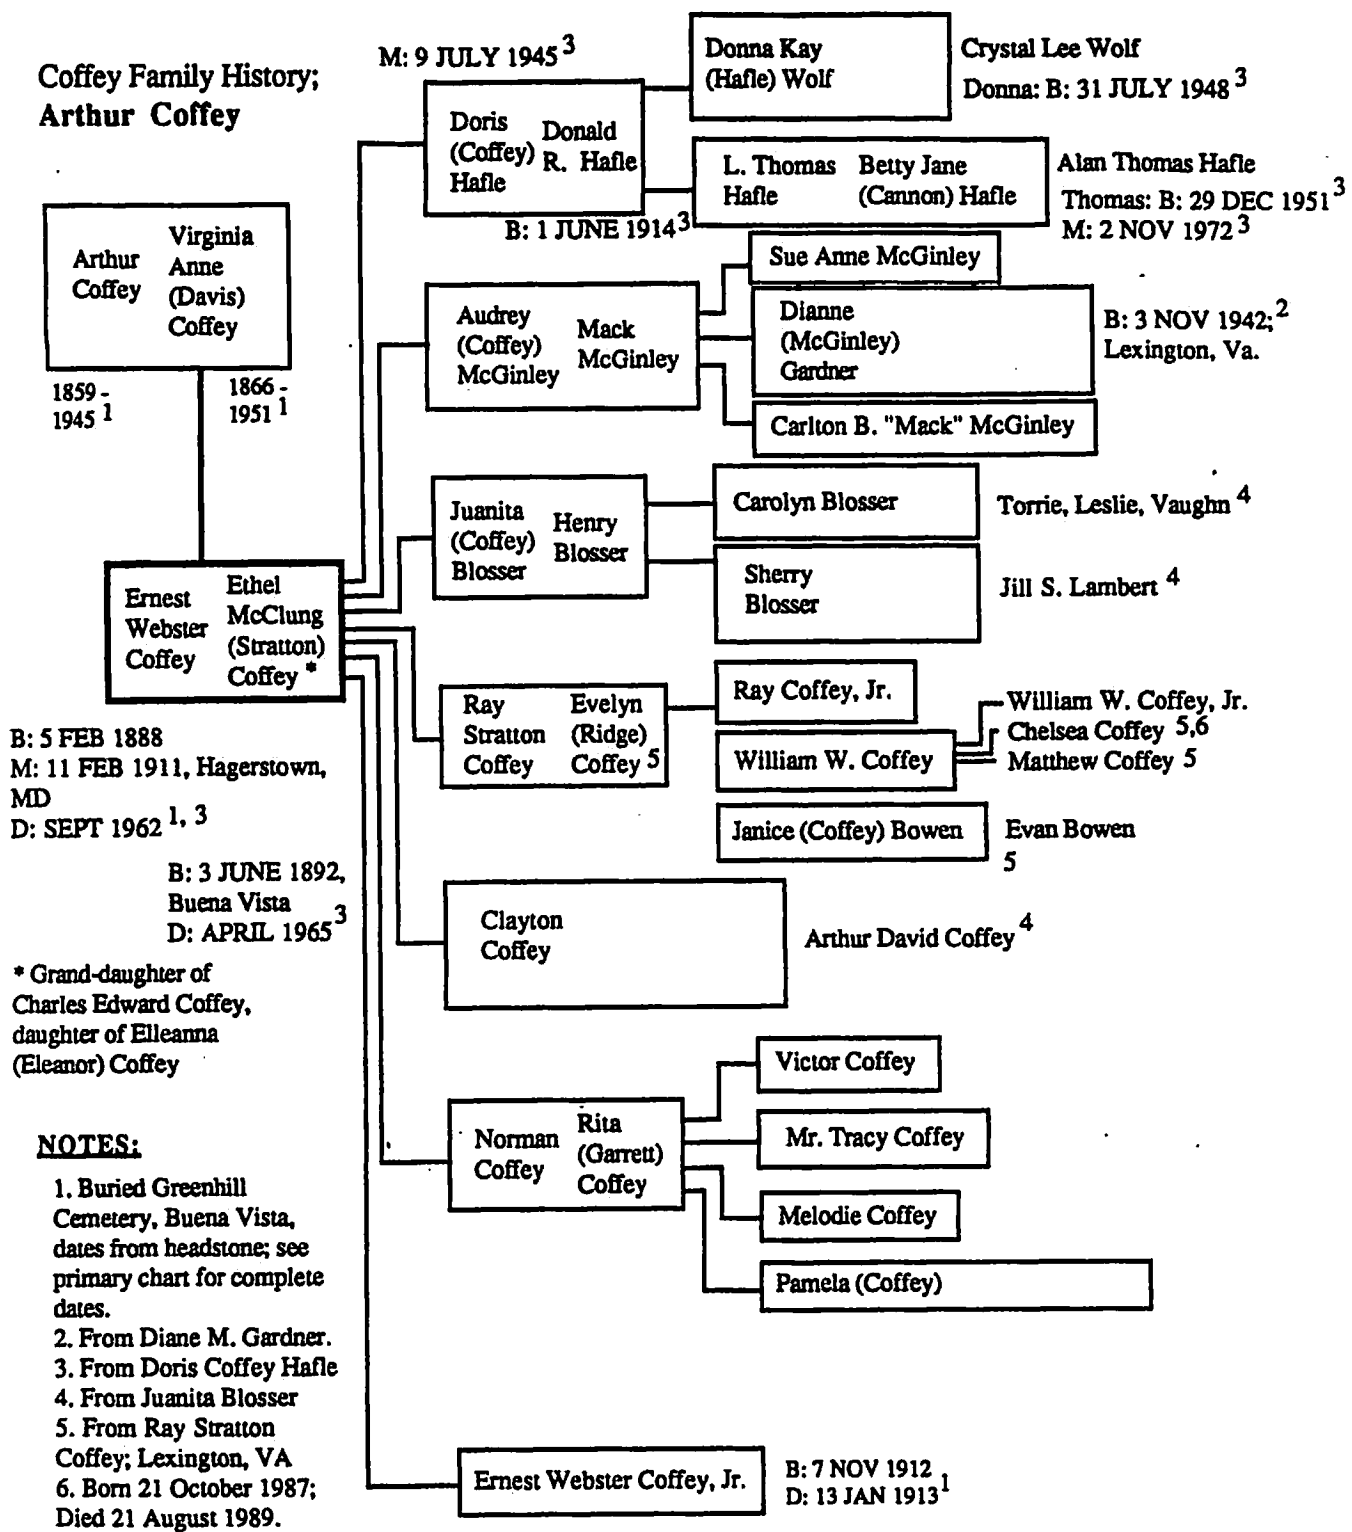 Coffey Family History;
Arthur Coffey
Arthur
Coffey
Virginia
Anne
(Davis)
Coffey
1859 -
1945 1
1866 -
1951 1
Ernest
Webster
Coffey
Ethel
McClung
(Stratton)
Coffey *
B: 5 FEB 1888
M: 11 FEB 1911, Hagerstown,
MD
D: SEPT 1962 1, 3
B: 3 JUNE 1892,
Buena Vista
D: APRIL 1965 3
* Grand-daughter of
Charles Edward Coffey,
daughter of Elleanna
(Eleanor) Coffey
NOTES:
1. Buried Greenhill
Cemetery, Buena Vista,
dates from headstone; see
primary chart for complete
dates.
2. From Diane M. Gardner.
3. From Doris Coffey Hafle
4. From Juanita Blosser
5. From Ray Stratton
Coffey; Lexington, VA
6. Born 21 October 1987;
Died 21 August 1989.
M: 9 JULY 1945 3
Doris
(Coffey)
Hafle
Donald
R. Hafle
B: 1 JUNE 1914 3
Donna Kay
(Hafle) Wolf
Crystal Lee Wolf
Donna: B: 31 JULY 1948 3
L. Thomas
Hafle
Betty Jane
(Cannon) Hafle
Alan Thomas Hafle
Thomas: B: 29 DEC 1951 3
M: 2 NOV 1972 3
Audrey
(Coffey)
McGinley
Mack
McGinley
Sue Anne McGinley
Dianne
(McGinley)
Gardner
B: 3 NOV 1942; 2
Lexington, Va.
Carlton B. "Mack" McGinley
Juanita
(Coffey)
Blosser
Henry
Blosser
Carolyn Blosser
Torrie, Leslie, Vaughn 4
Sherry
Blosser
Jill S. Lambert 4
Ray
Stratton
Coffey
Evelyn
(Ridge)
Coffey 5
Ray Coffey, Jr.
William W. Coffey
William W. Coffey, Jr.
Chelsea Coffey 5,6
Matthew Coffey 5
Janice (Coffey) Bowen
Evan Bowen
5
Clayton
Coffey
Arthur David Coffey 4
Norman
Coffey
Rita
(Garrett)
Coffey
Victor Coffey
Mr. Tracy Coffey
Melodie Coffey
Pamela (Coffey)
Ernest Webster Coffey, Jr.
B: 7 NOV 1912
D: 13 JAN 1913 1